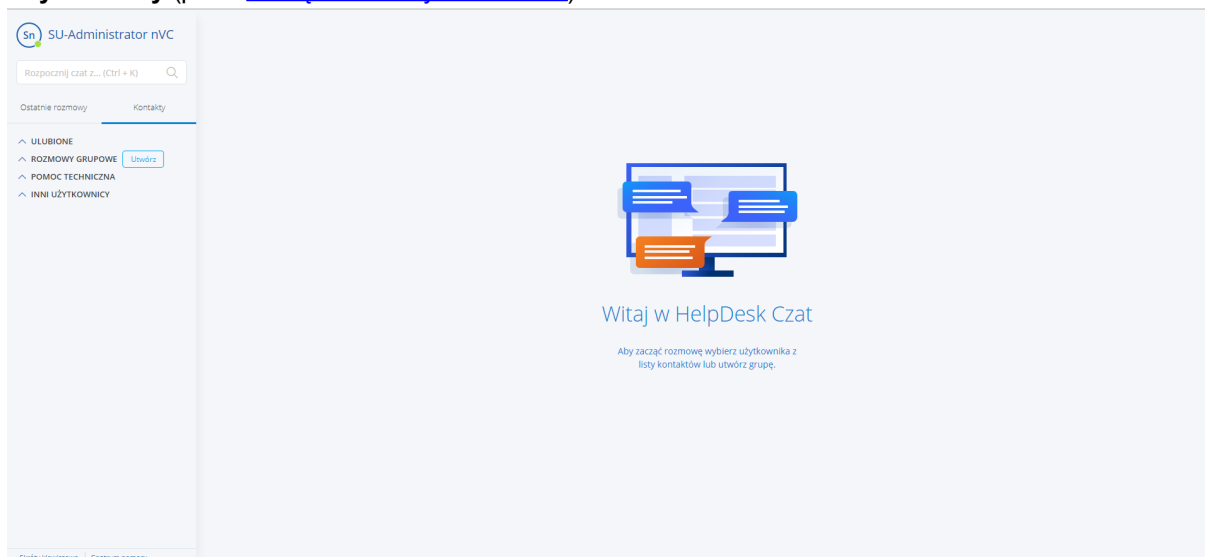 Sn SU-Administrator nVC
Rozpocznij czat z... (Ctrl + K)
Ostatnie rozmowy Kontakty
ULUBIONE
ROZMOWY GRUPOWE Utwórz
POMOC TECHNICZNA
INNI UŻYTKOWNICY
Witaj w HelpDesk Czat
Aby zacząć rozmowę wybierz użytkownika z
listy kontaktów lub utwórz grupę.